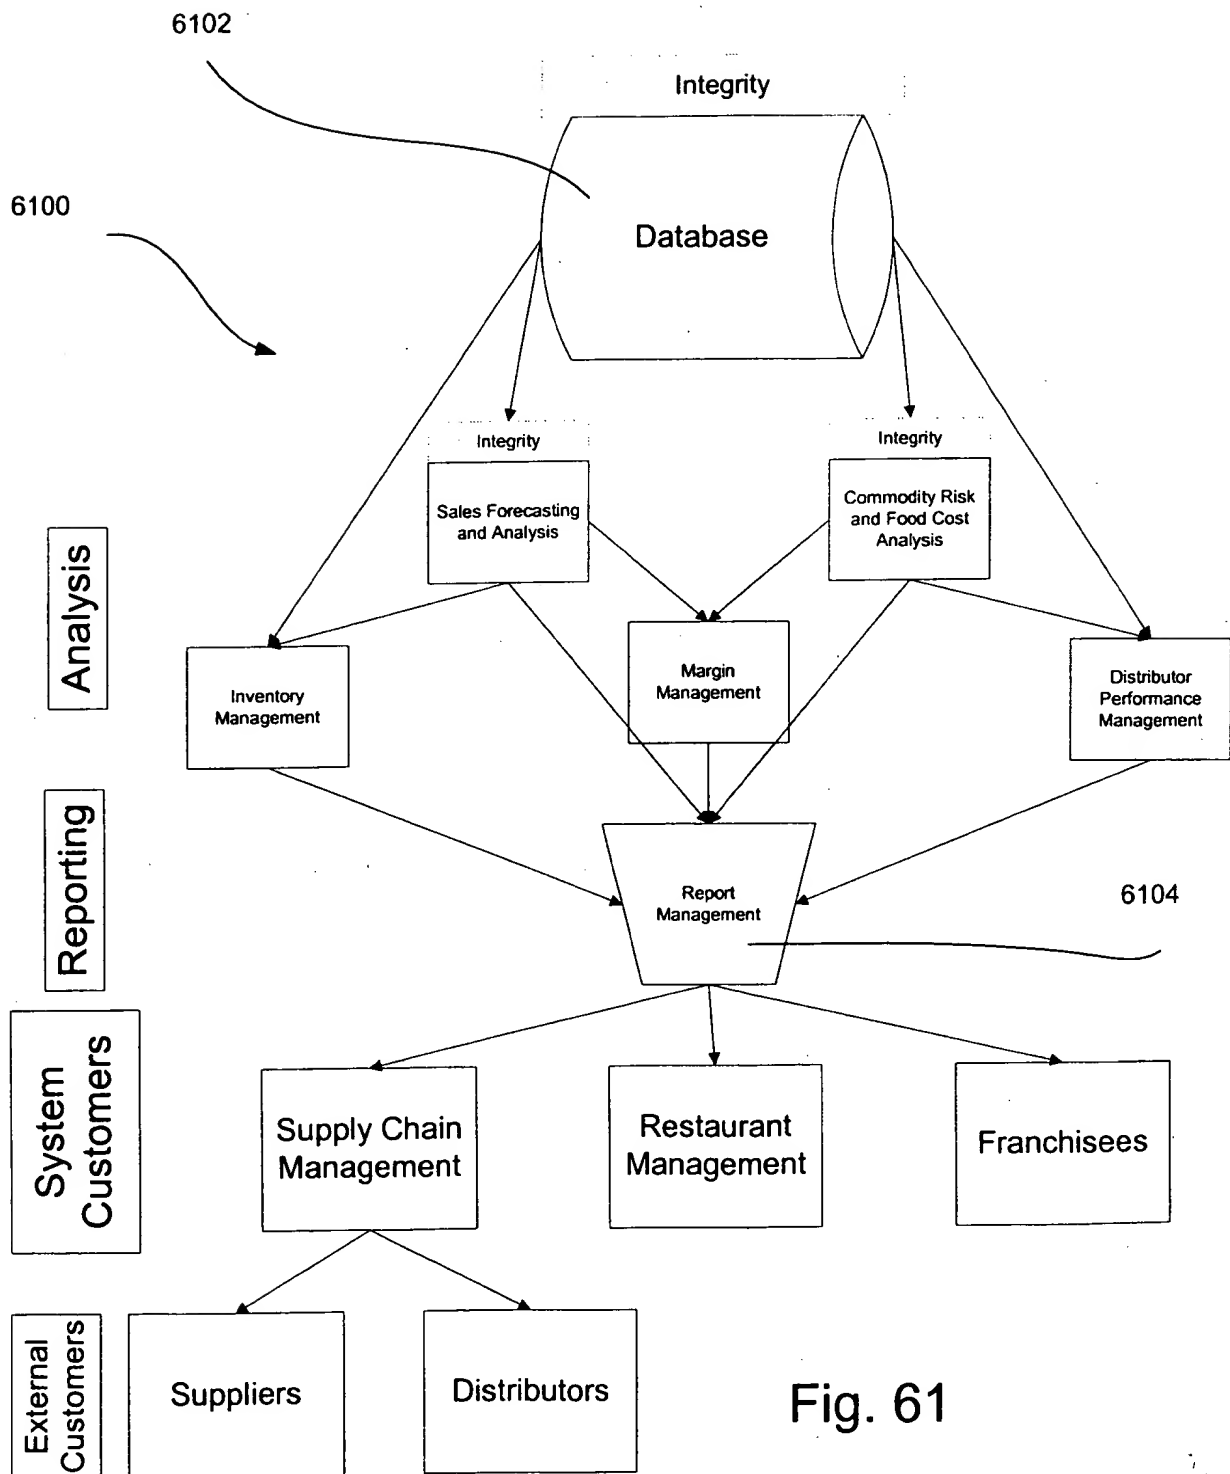 6102
Integrity
6100
Database
Integrity
Integrity
Sales Forecasting
and Analysis
Commodity Risk
and Food Cost
Analysis
Analysis
Inventory
Management
Margin
Management
Distributor
Performance
Management
Reporting
Report
Management
6104
System
Customers
Supply Chain
Management
Restaurant
Management
Franchisees
External
Customers
Suppliers
Distributors
Fig. 61